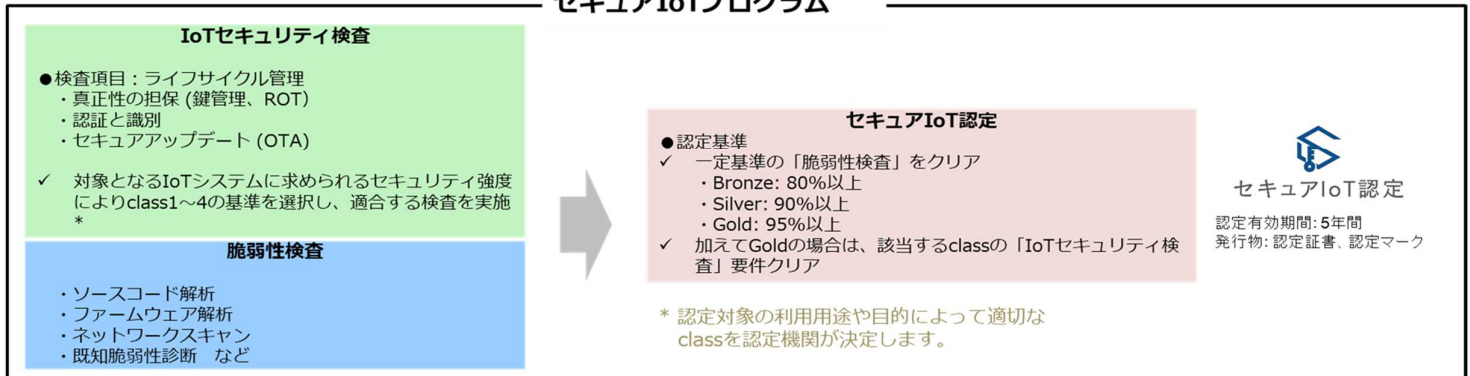 セキュアIoTプログラム
IoTセキュリティ検査
●検査項目：ライフサイクル管理
・真正性の担保 (鍵管理、ROT)
・認証と識別
・セキュアアップデート (OTA)
✓ 対象となるIoTシステムに求められるセキュリティ強度
によりclass1～4の基準を選択し、適合する検査を実施
*
脆弱性検査
・ソースコード解析
・ファームウェア解析
・ネットワークスキャン
・既知脆弱性診断　など
セキュアIoT認定
●認定基準
✓ 一定基準の「脆弱性検査」をクリア
・Bronze: 80%以上
・Silver: 90%以上
・Gold: 95%以上
✓ 加えてGoldの場合は、該当するclassの「IoTセキュリティ検
査」要件クリア
* 認定対象の利用用途や目的によって適切な
classを認定機関が決定します。
セキュアIoT認定
認定有効期間: 5年間
発行物: 認定証書、認定マーク